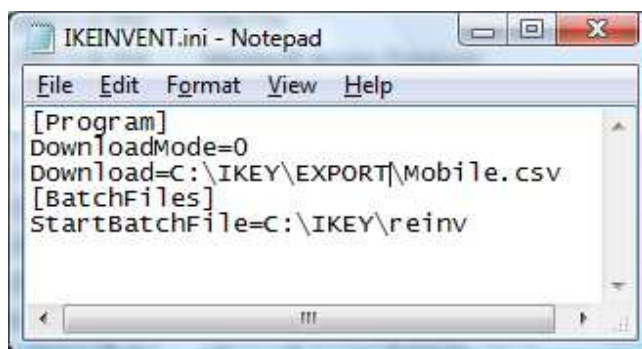 IKEINVENT.ini - Notepad
File Edit Format View Help
[Program]
DownloadMode=0
Download=C:\IKEY\EXPORT\Mobile.csv
[BatchFiles]
StartBatchFile=C:\IKEY\reinv